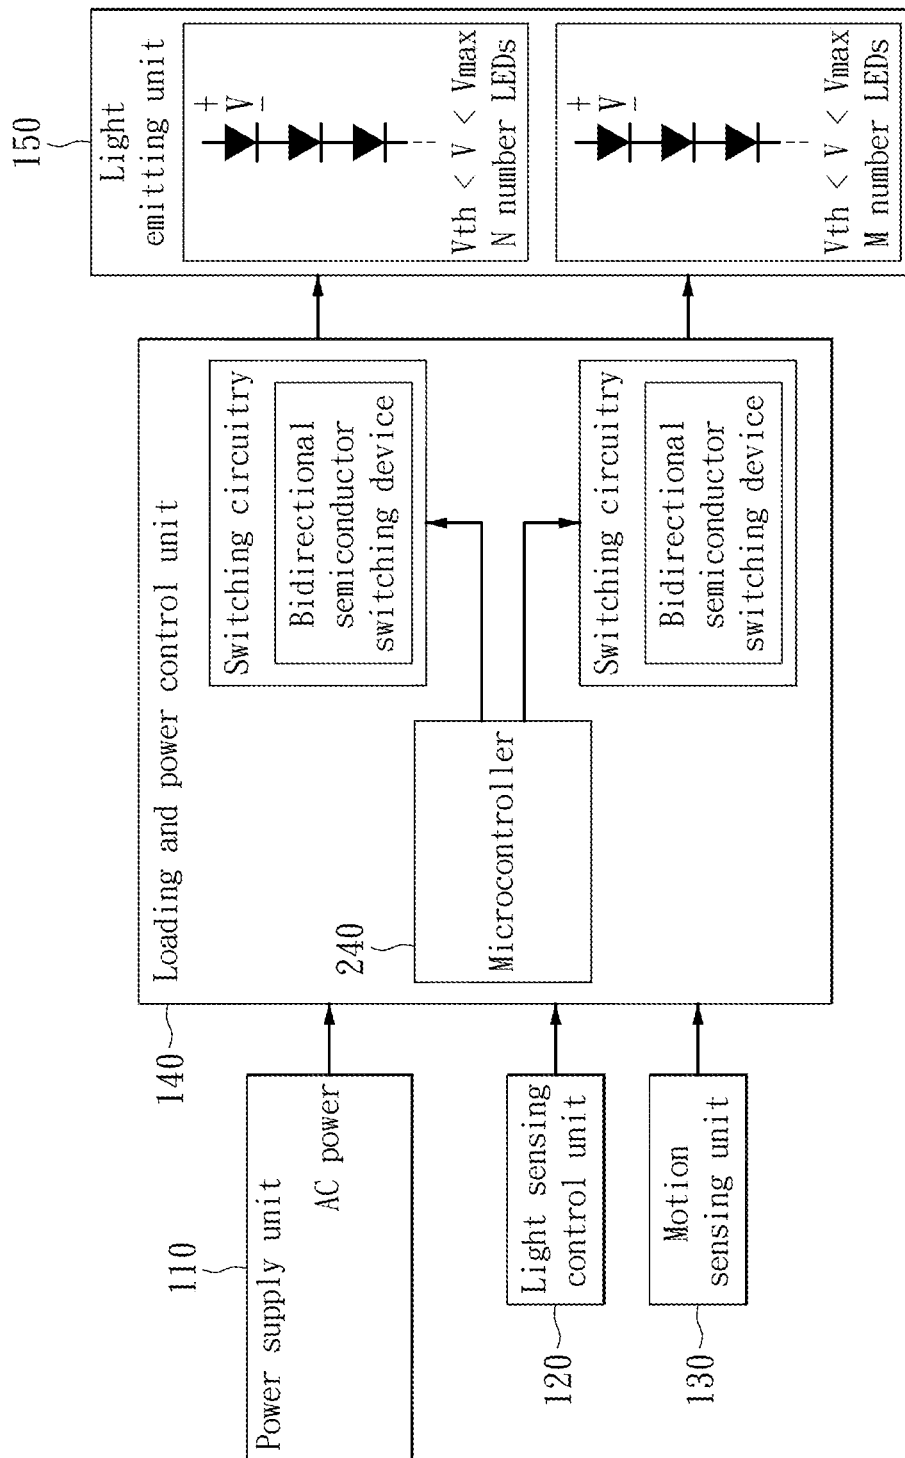 110
Power supply unit
AC power
120
Light sensing
control unit
130
Motion
sensing unit
140
Loading and power control unit
240
Microcontroller
Switching circuitry
Bidirectional
semiconductor
switching device
Switching circuitry
Bidirectional
semiconductor
switching device
150
Light
emitting unit
+
V
−
Vth < V < Vmax
N number LEDs
+
V
−
Vth < V < Vmax
M number LEDs